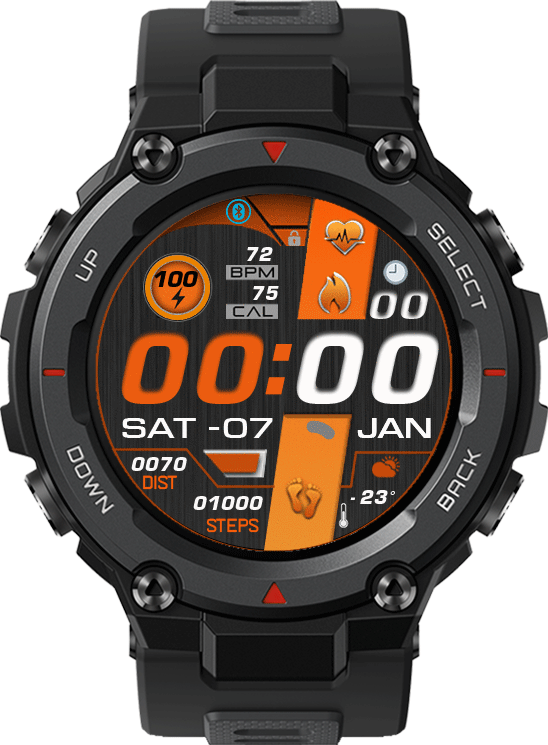 UP
SELECT
72
BPM
100
75
CAL
00
00:00
SAT -07 JAN
0070
DIST
- 23°
01000
STEPS
DOWN
BACK